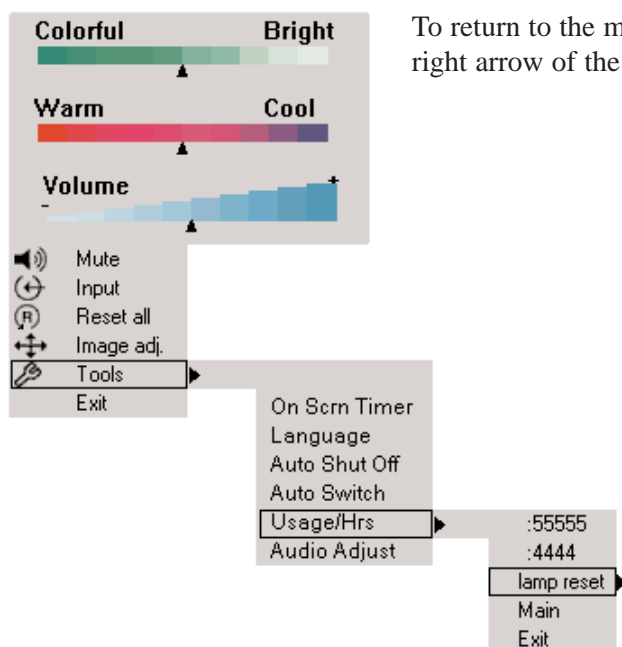 Colorful Bright
To return to the m
right arrow of the
Warm Cool
Volume
- +
Mute
Input
Reset all
Image adj.
Tools
Exit
On Scrn Timer
Language
Auto Shut Off
Auto Switch
Usage/Hrs
Audio Adjust
:55555
:4444
lamp reset
Main
Exit